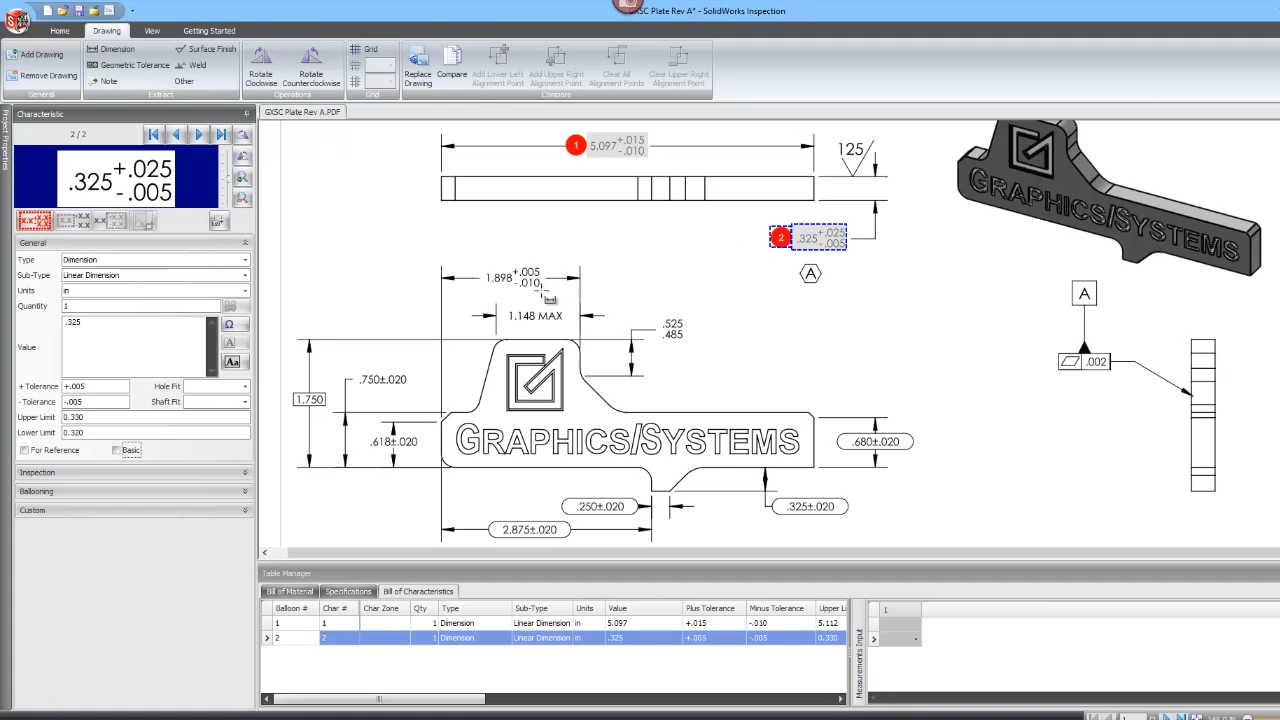 GXSC Plate Rev A* - SolidWorks Inspection
Home Drawing View Getting Started
Add Drawing
Remove Drawing
General
Dimension
Geometric Tolerance
Note
Surface Finish
Weld
Other
Extract
Rotate Clockwise
Rotate Counterclockwise
Operations
Grid
Grid
Replace Drawing
Compare
Add Lower Left Alignment Point
Add Upper Right Alignment Point
Clear All Alignment Points
Clear Upper Right Alignment Point
Compare
Project Properties
Characteristic
2 / 2
.325 +.025 -.005
General
Type Dimension
Sub-Type Linear Dimension
Units in
Quantity 1
Value .325
Ω
A
Aa
+ Tolerance +.005 Hole Fit
- Tolerance -.005 Shaft Fit
Upper Limit 0.330
Lower Limit 0.320
For Reference Basic
Inspection
Ballooning
Custom
GXSC Plate Rev A.PDF
1 5.097 +.015 -.010
125
2 .325 +.025 -.005
A
1.898 +.005 -.010
1.148 MAX
.525
.485
.750±.020
1.750
.618±.020
GRAPHICS/SYSTEMS
.680±.020
.250±.020
.325±.020
2.875±.020
GRAPHICS/SYSTEMS
A
.002
Table Manager
Bill of Material Specifications Bill of Characteristics
Balloon # Char # Char Zone Qty Type Sub-Type Units Value Plus Tolerance Minus Tolerance Upper Li
1 1 1 Dimension Linear Dimension in 5.097 +.015 -.010 5.112
2 2 1 Dimension Linear Dimension in .325 +.005 -.005 0.330
Measurements Input
1
1